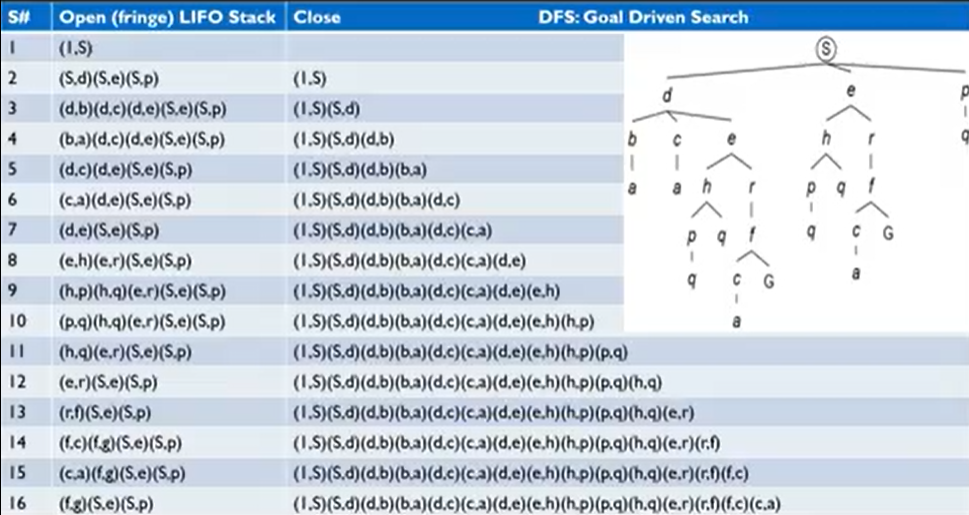 S# Open (fringe) LIFO Stack Close DFS: Goal Driven Search
1 (1,S)
2 (S,d)(S,e)(S,p) (1,S)
3 (d,b)(d,c)(d,e)(S,e)(S,p) (1,S)(S,d)
4 (b,a)(d,c)(d,e)(S,e)(S,p) (1,S)(S,d)(d,b)
5 (d,c)(d,e)(S,e)(S,p) (1,S)(S,d)(d,b)(b,a)
6 (c,a)(d,e)(S,e)(S,p) (1,S)(S,d)(d,b)(b,a)(d,c)
7 (d,e)(S,e)(S,p) (1,S)(S,d)(d,b)(b,a)(d,c)(c,a)
8 (e,h)(e,r)(S,e)(S,p) (1,S)(S,d)(d,b)(b,a)(d,c)(c,a)(d,e)
9 (h,p)(h,q)(e,r)(S,e)(S,p) (1,S)(S,d)(d,b)(b,a)(d,c)(c,a)(d,e)(e,h)
10 (p,q)(h,q)(e,r)(S,e)(S,p) (1,S)(S,d)(d,b)(b,a)(d,c)(c,a)(d,e)(e,h)(h,p)
11 (h,q)(e,r)(S,e)(S,p) (1,S)(S,d)(d,b)(b,a)(d,c)(c,a)(d,e)(e,h)(h,p)(p,q)
12 (e,r)(S,e)(S,p) (1,S)(S,d)(d,b)(b,a)(d,c)(c,a)(d,e)(e,h)(h,p)(p,q)(h,q)
13 (r,f)(S,e)(S,p) (1,S)(S,d)(d,b)(b,a)(d,c)(c,a)(d,e)(e,h)(h,p)(p,q)(h,q)(e,r)
14 (f,c)(f,g)(S,e)(S,p) (1,S)(S,d)(d,b)(b,a)(d,c)(c,a)(d,e)(e,h)(h,p)(p,q)(h,q)(e,r)(r,f)
15 (c,a)(f,g)(S,e)(S,p) (1,S)(S,d)(d,b)(b,a)(d,c)(c,a)(d,e)(e,h)(h,p)(p,q)(h,q)(e,r)(r,f)(f,c)
16 (f,g)(S,e)(S,p) (1,S)(S,d)(d,b)(b,a)(d,c)(c,a)(d,e)(e,h)(h,p)(p,q)(h,q)(e,r)(r,f)(f,c)(c,a)
S
d e p
b c e h r q
a a h r p q f
p q f q c G
q c G a
a